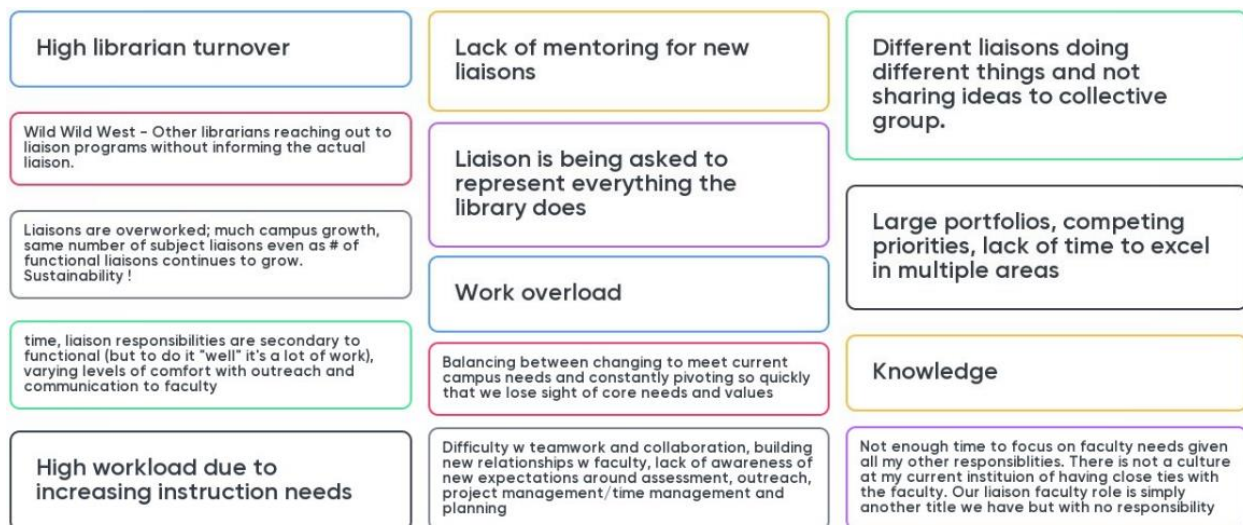 High librarian turnover
Wild Wild West - Other librarians reaching out to
liaison programs without informing the actual
liaison.
Liaisons are overworked; much campus growth,
same number of subject liaisons even as # of
functional liaisons continues to grow.
Sustainability !
time, liaison responsibilities are secondary to
functional (but to do it "well" it's a lot of work),
varying levels of comfort with outreach and
communication to faculty
High workload due to
increasing instruction needs
Lack of mentoring for new
liaisons
Liaison is being asked to
represent everything the
library does
Work overload
Balancing between changing to meet current
campus needs and constantly pivoting so quickly
that we lose sight of core needs and values
Difficulty w teamwork and collaboration, building
new relationships w faculty, lack of awareness of
new expectations around assessment, outreach,
project management/time management and
planning
Different liaisons doing
different things and not
sharing ideas to collective
group.
Large portfolios, competing
priorities, lack of time to excel
in multiple areas
Knowledge
Not enough time to focus on faculty needs given
all my other responsiblities. There is not a culture
at my current instituion of having close ties with
the faculty. Our liaison faculty role is simply
another title we have but with no responsibility